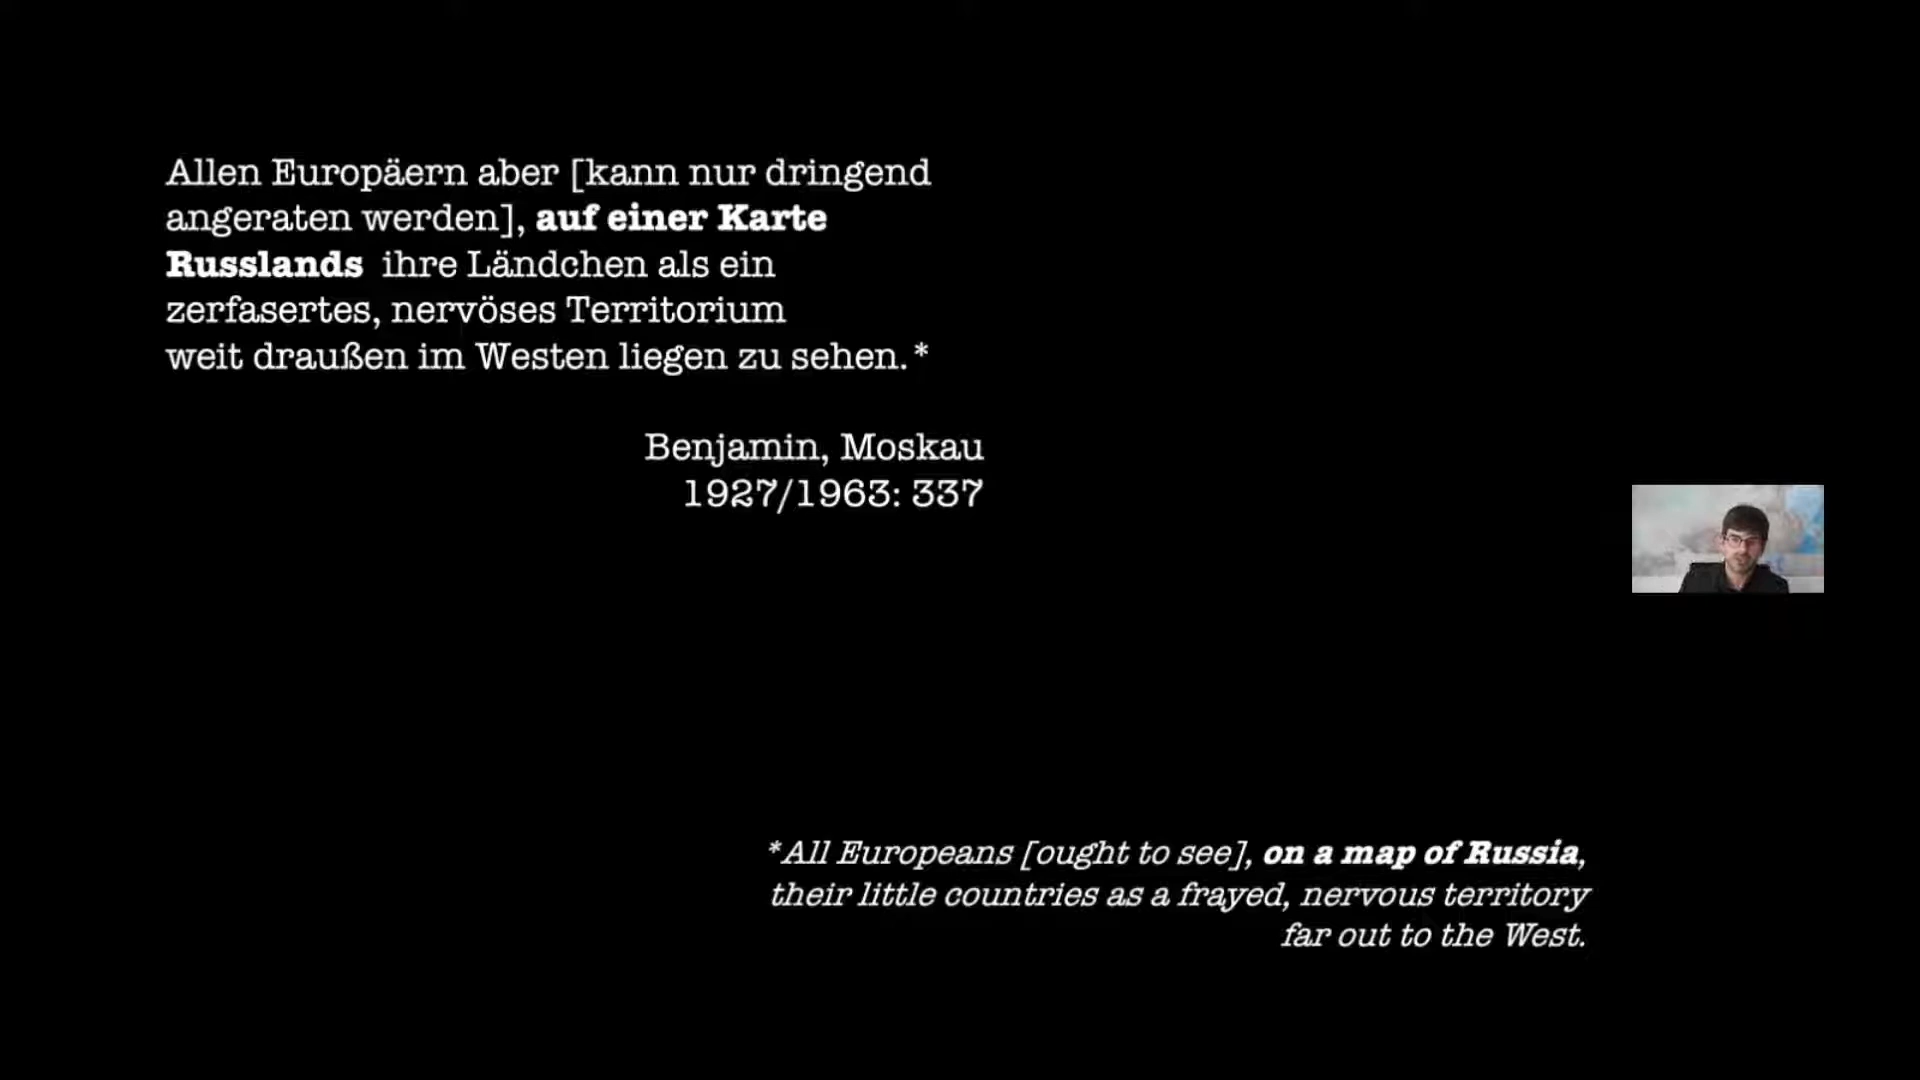 Allen Europäern aber [kann nur dringend
angeraten werden], auf einer Karte
Russlands ihre Ländchen als ein
zerfasertes, nervöses Territorium
weit draußen im Westen liegen zu sehen.*
Benjamin, Moskau
1927/1963: 337
*All Europeans [ought to see], on a map of Russia,
their little countries as a frayed, nervous territory
far out to the West.